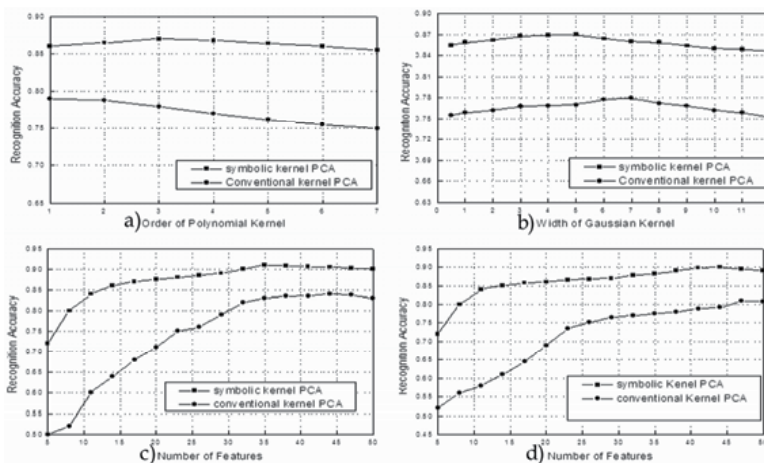 0.90
0.85
0.80
0.75
0.70
0.65
Recognition Accuracy
symbolic kernel PCA
Conventional kernel PCA
1 2 3 4 5 6 7
a) Order of Polynomial Kernel
0.90
0.87
0.84
0.81
0.78
0.76
0.72
0.69
0.66
0.63
Recognition Accuracy
symbolic kernel PCA
Conventional kernel PCA
0 1 2 3 4 5 6 7 8 9 10 11
b) Width of Gaussian Kernel
0.95
0.90
0.85
0.80
0.75
0.70
0.65
0.60
0.55
0.50
Recognition Accuracy
symbolic kernel PCA
conventional kernel PCA
5 10 15 20 25 30 35 40 45 50
c) Number of Features
0.95
0.90
0.85
0.80
0.75
0.70
0.65
0.60
0.55
0.50
0.45
Recognition Accuracy
symbolic Kenel PCA
conventional Kernel PCA
5 10 15 20 25 30 35 40 45 50
d) Number of Features